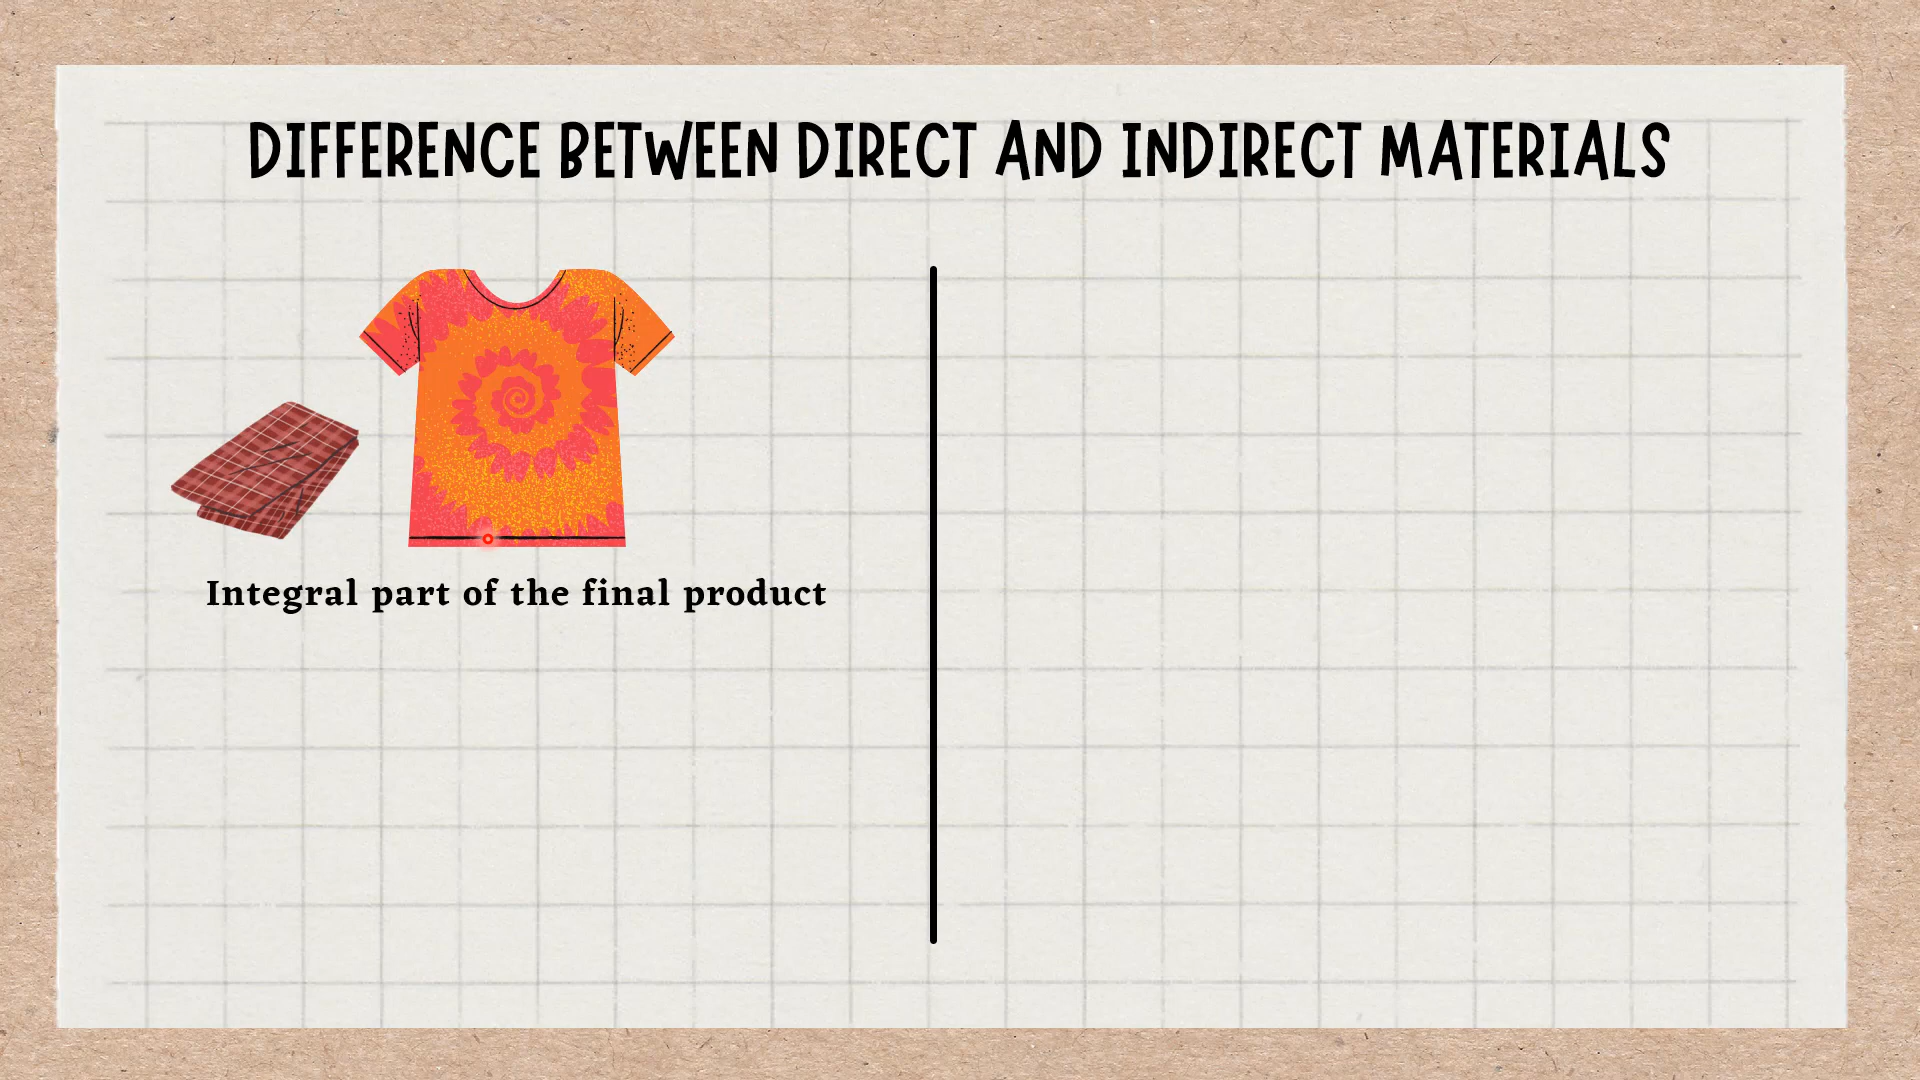 DIFFERENCE BETWEEN DIRECT AND INDIRECT MATERIALS
Integral part of the final product